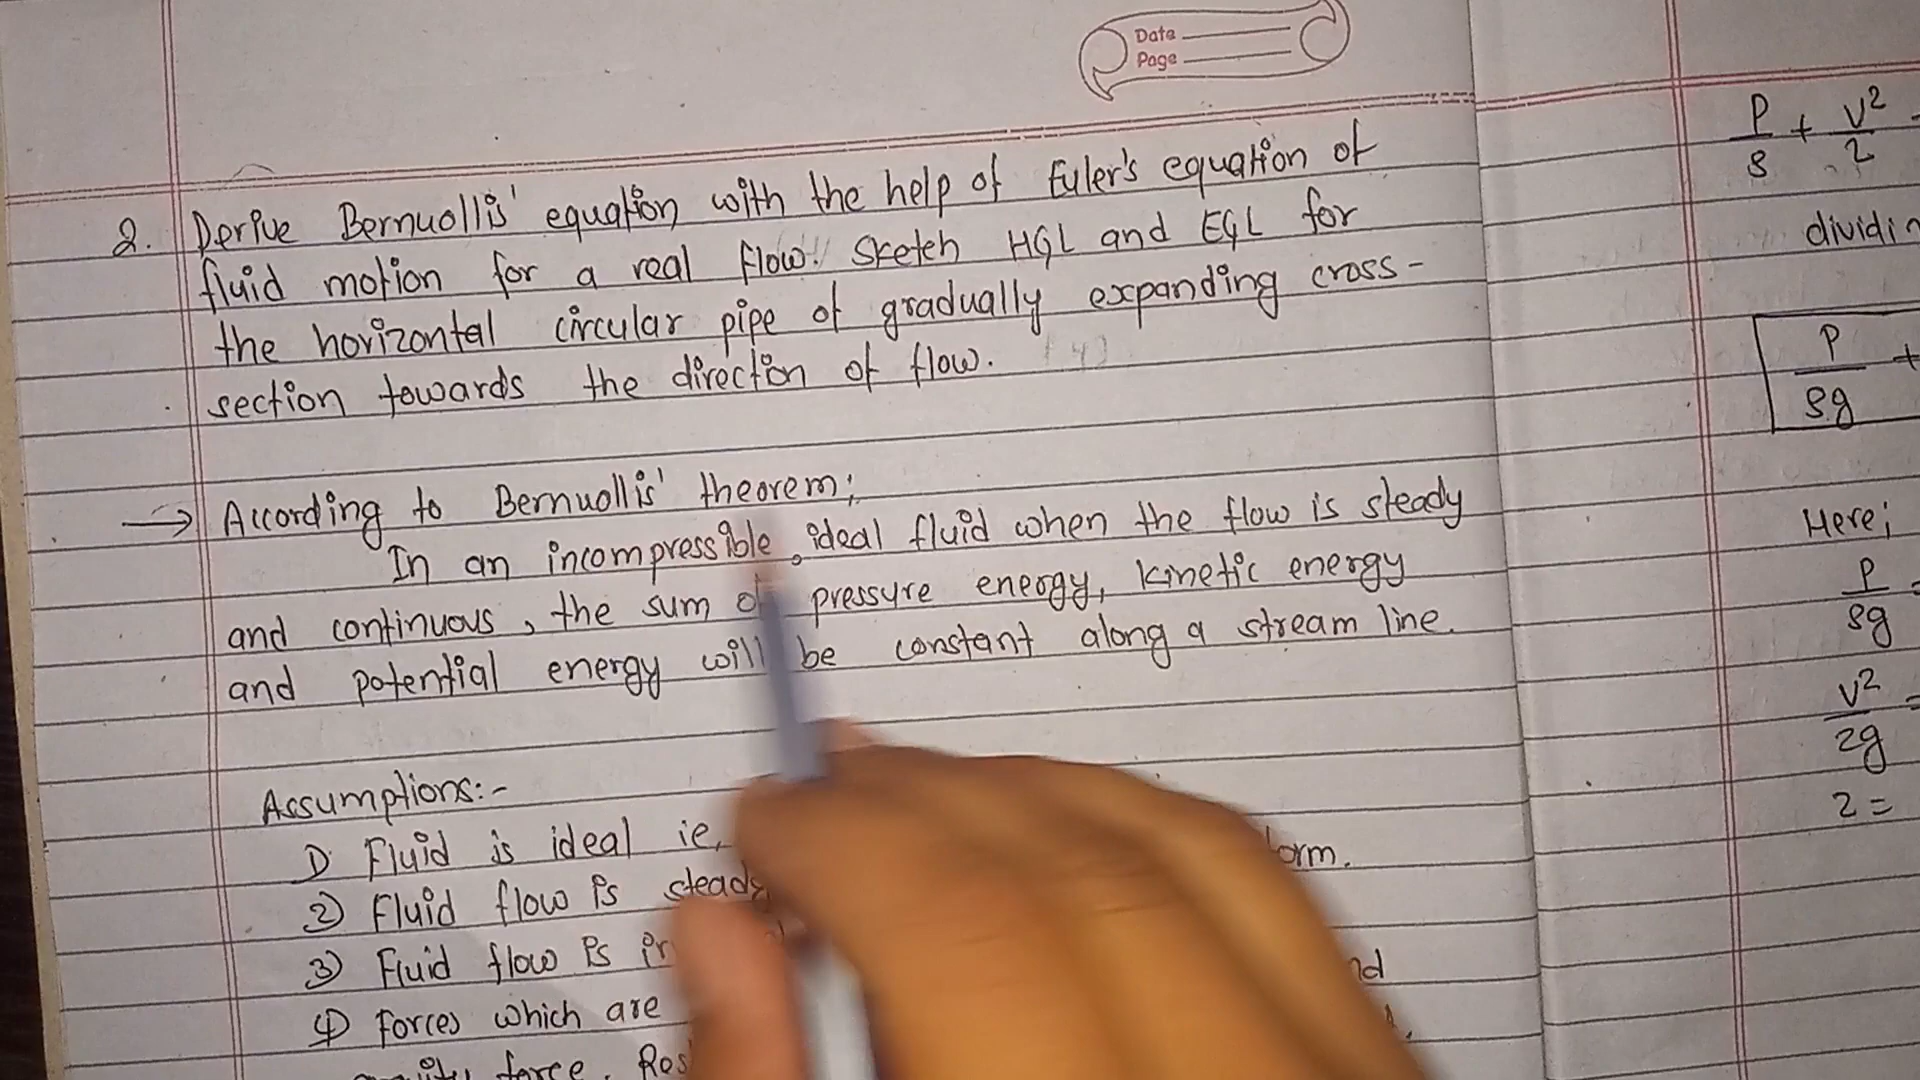 Date
Page
2. Derive Bernuollis' equation with the help of Euler's equation of
fluid motion for a real flow. Sketch HGL and EGL for
the horizontal circular pipe of gradually expanding cross-
section towards the direction of flow. (4)
→ According to Bernuollis' theorem;
In an incompressible, ideal fluid when the flow is steady
and continuous, the sum of pressure energy, kinetic energy
and potential energy will be constant along a stream line.
Assumptions:-
1) Fluid is ideal ie,
2) Fluid flow is steady
3) Fluid flow is
4) Forces which are
force.
P/ρ + V²/2
P/ρg +
Here;
P/ρg =
V²/2g =
z =